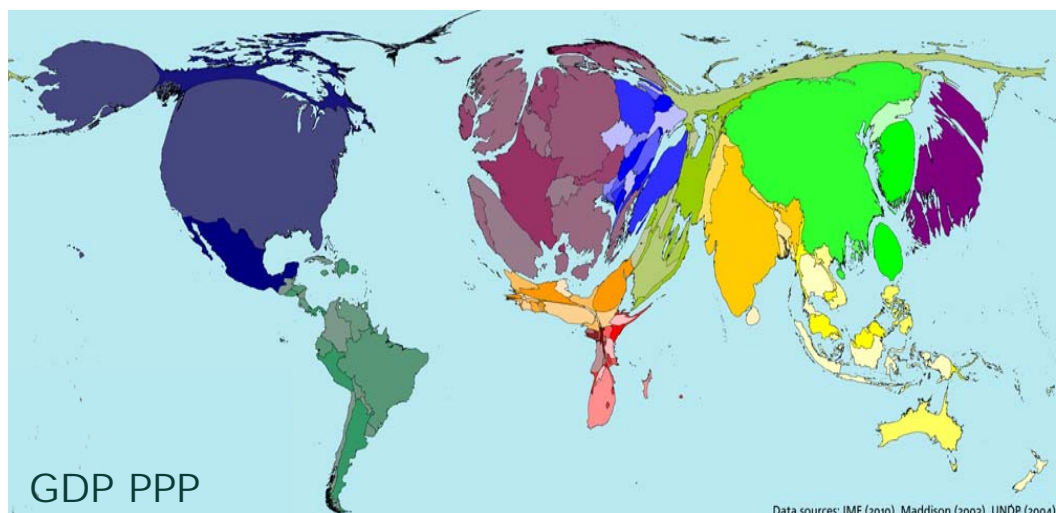 GDP PPP
Data sources: IMF (2010), Maddison (2003), UNDP (2004)